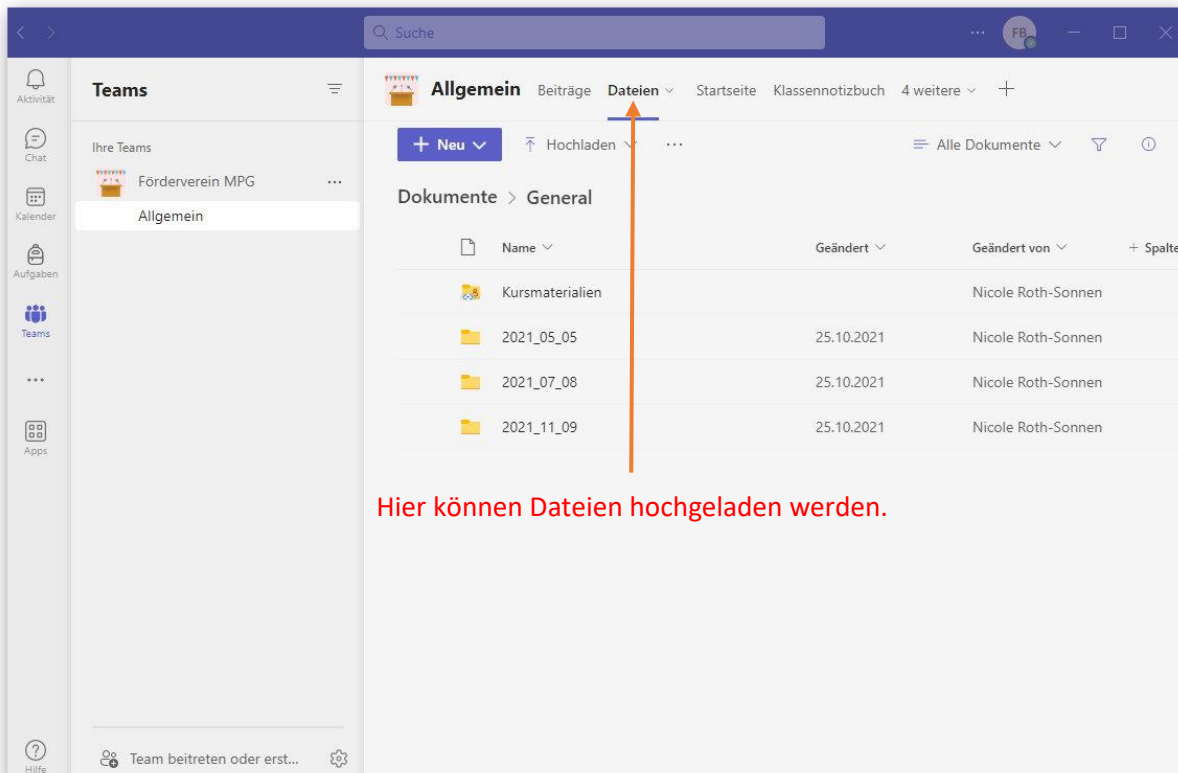 Suche
... FB
Aktivität
Chat
Kalender
Aufgaben
Teams
...
Apps
Hilfe
Teams
Ihre Teams
Förderverein MPG ...
Allgemein
Team beitreten oder erst...
Allgemein Beiträge Dateien Startseite Klassennotizbuch 4 weitere +
+ Neu Hochladen ... Alle Dokumente
Dokumente > General
Name Geändert Geändert von + Spalte
Kursmaterialien Nicole Roth-Sonnen
2021_05_05 25.10.2021 Nicole Roth-Sonnen
2021_07_08 25.10.2021 Nicole Roth-Sonnen
2021_11_09 25.10.2021 Nicole Roth-Sonnen
Hier können Dateien hochgeladen werden.